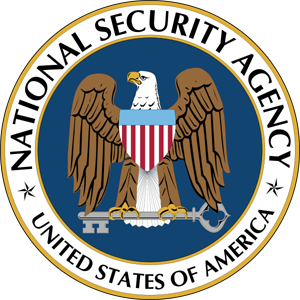 NATIONAL SECURITY AGENCY
UNITED STATES OF AMERICA